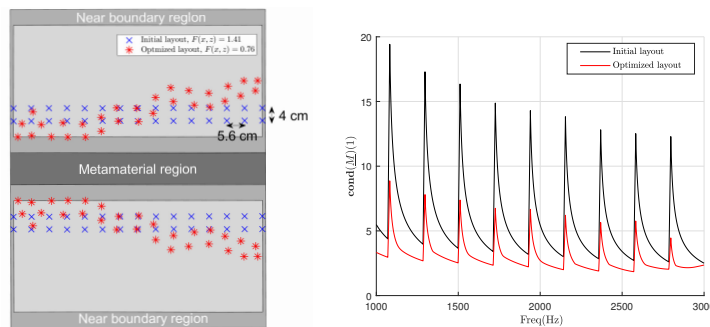 Near boundary region
Initial layout, F(x, z) = 1.41
Optimized layout, F(x, z) = 0.76
4 cm
5.6 cm
Metamaterial region
Near boundary region
20
15
10
5
0
cond(M)(1)
Initial layout
Optimized layout
1000
1500
2000
2500
300
Freq(Hz)